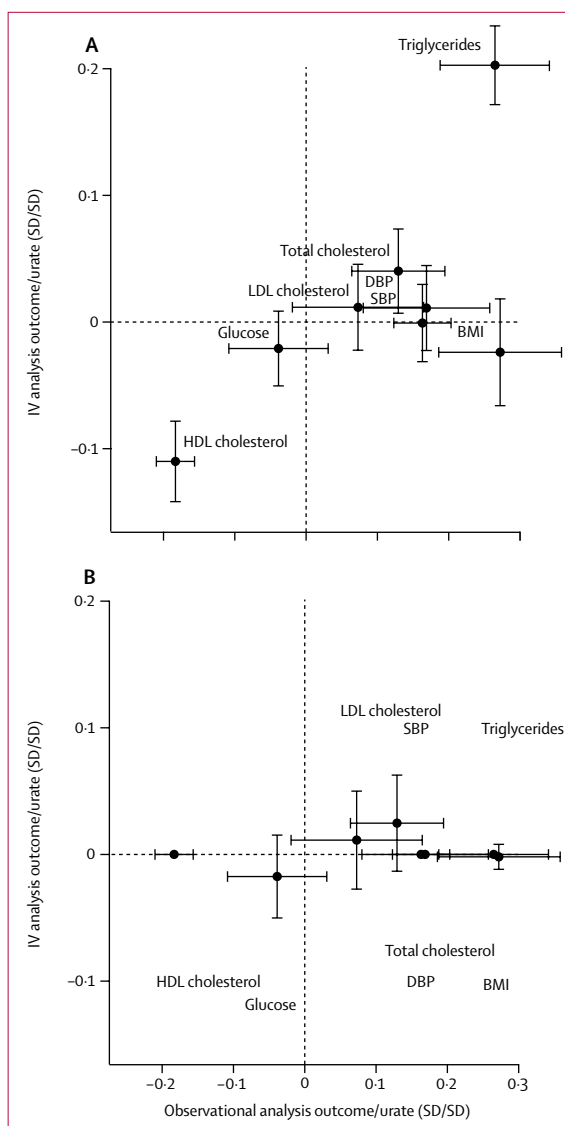 A
Triglycerides
0·2
0·1
Total cholesterol
DBP
LDL cholesterol
SBP
0
Glucose
BMI
–0·1
HDL cholesterol
IV analysis outcome/urate (SD/SD)
B
0·2
LDL cholesterol
SBP
Triglycerides
0·1
0
Total cholesterol
–0·1
HDL cholesterol
DBP
BMI
Glucose
IV analysis outcome/urate (SD/SD)
–0·2 –0·1 0 0·1 0·2 0·3
Observational analysis outcome/urate (SD/SD)